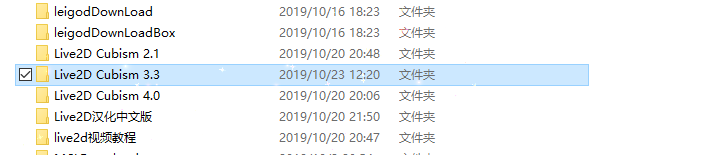 leigodDownLoad 2019/10/16 18:23 文件夹
leigodDownLoadBox 2019/10/16 18:23 文件夹
Live2D Cubism 2.1 2019/10/20 20:48 文件夹
Live2D Cubism 3.3 2019/10/23 12:20 文件夹
Live2D Cubism 4.0 2019/10/20 20:06 文件夹
Live2D汉化中文版 2019/10/20 21:50 文件夹
live2d视频教程 2019/10/20 20:47 文件夹